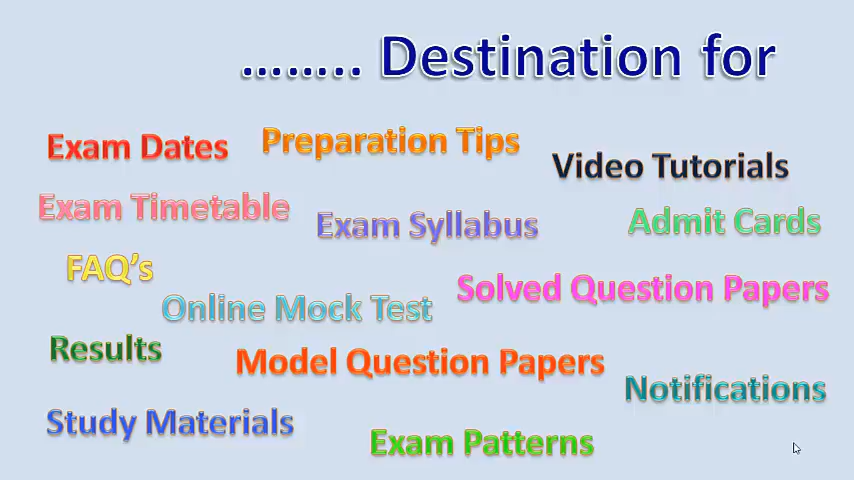 ........ Destination for
Exam Dates
Preparation Tips
Video Tutorials
Exam Timetable
Exam Syllabus
Admit Cards
FAQ's
Online Mock Test
Solved Question Papers
Results
Model Question Papers
Notifications
Study Materials
Exam Patterns